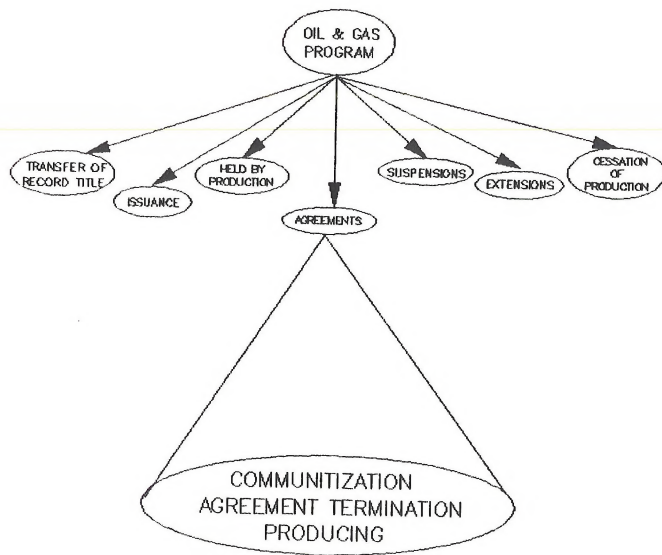 OIL & GAS
PROGRAM
TRANSFER OF
RECORD TITLE
ISSUANCE
HELD BY
PRODUCTION
AGREEMENTS
SUSPENSIONS
EXTENSIONS
CESSATION
OF
PRODUCTION
COMMUNITIZATION
AGREEMENT TERMINATION
PRODUCING